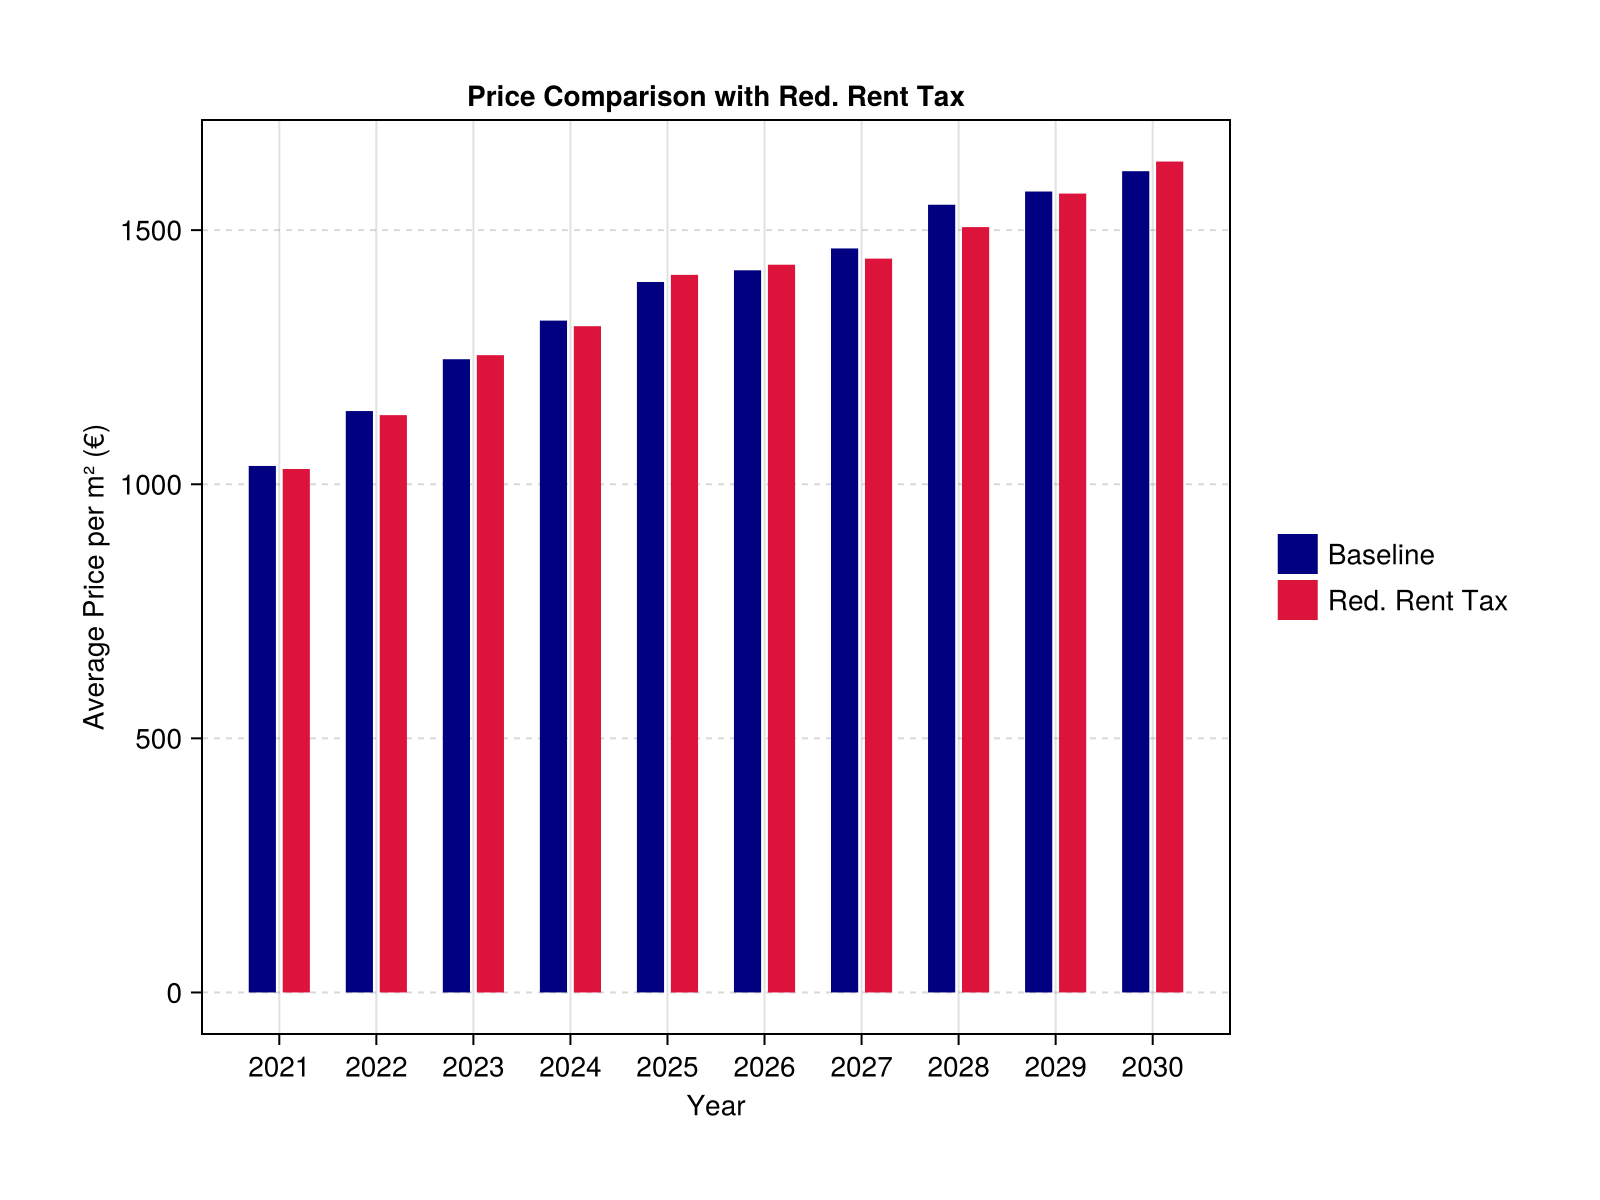 Price Comparison with Red. Rent Tax
Average Price per m² (€)
1500
1000
500
0
2021 2022 2023 2024 2025 2026 2027 2028 2029 2030
Year
Baseline
Red. Rent Tax